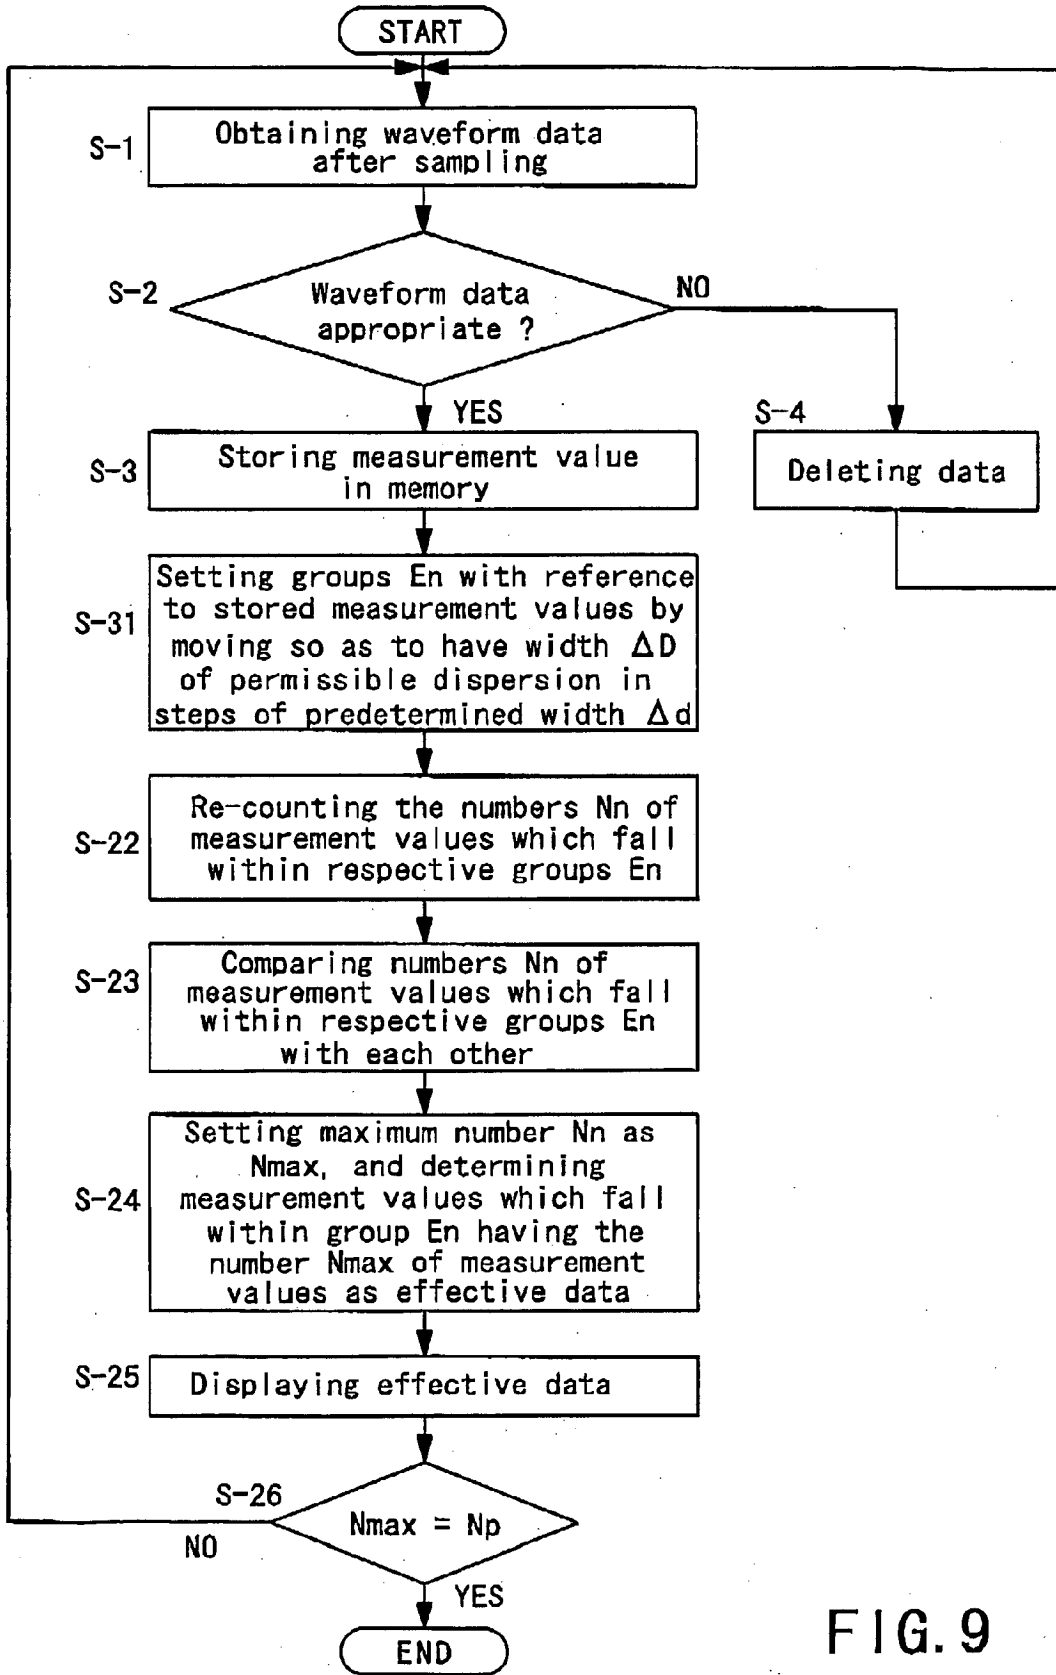 START
S-1
Obtaining waveform data
after sampling
S-2
Waveform data
appropriate ?
NO
YES
S-3
Storing measurement value
in memory
S-4
Deleting data
S-31
Setting groups En with reference
to stored measurement values by
moving so as to have width ΔD
of permissible dispersion in
steps of predetermined width Δd
S-22
Re-counting the numbers Nn of
measurement values which fall
within respective groups En
S-23
Comparing numbers Nn of
measurement values which fall
within respective groups En
with each other
S-24
Setting maximum number Nn as
Nmax, and determining
measurement values which fall
within group En having the
number Nmax of measurement
values as effective data
S-25
Displaying effective data
S-26
Nmax = Np
NO
YES
END
FIG. 9